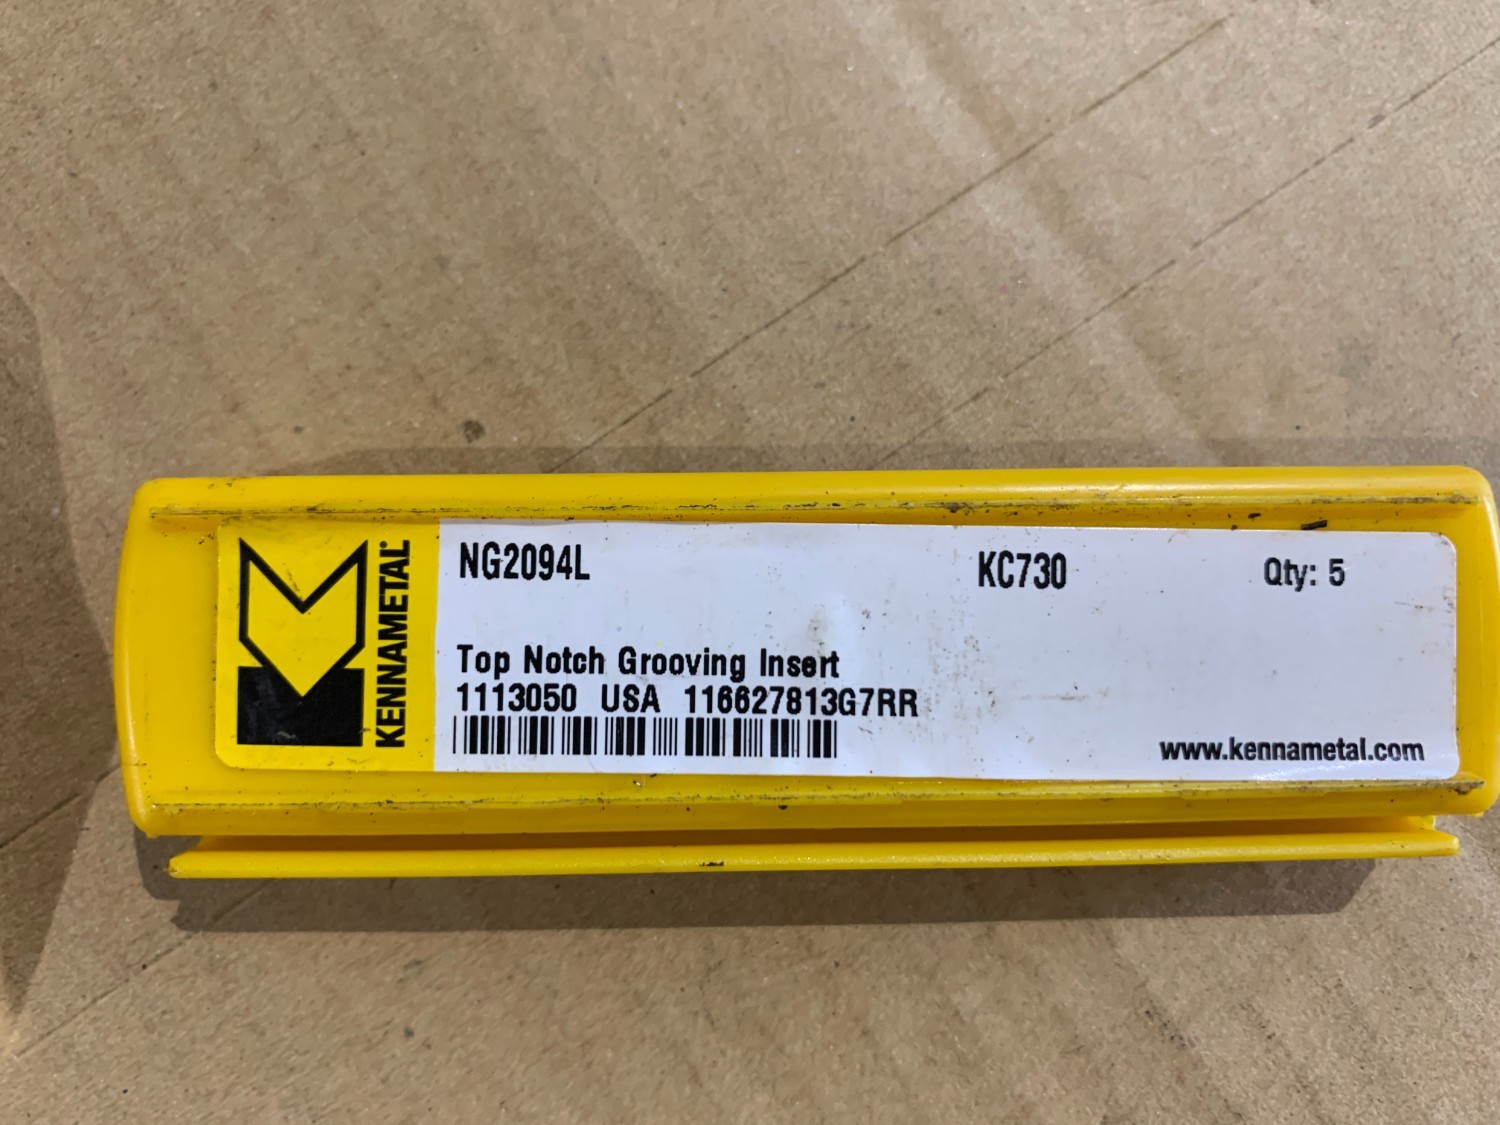 KENNAMETAL
NG2094L KC730 Qty: 5
Top Notch Grooving Insert
1113050 USA 116627813G7RR
www.kennametal.com